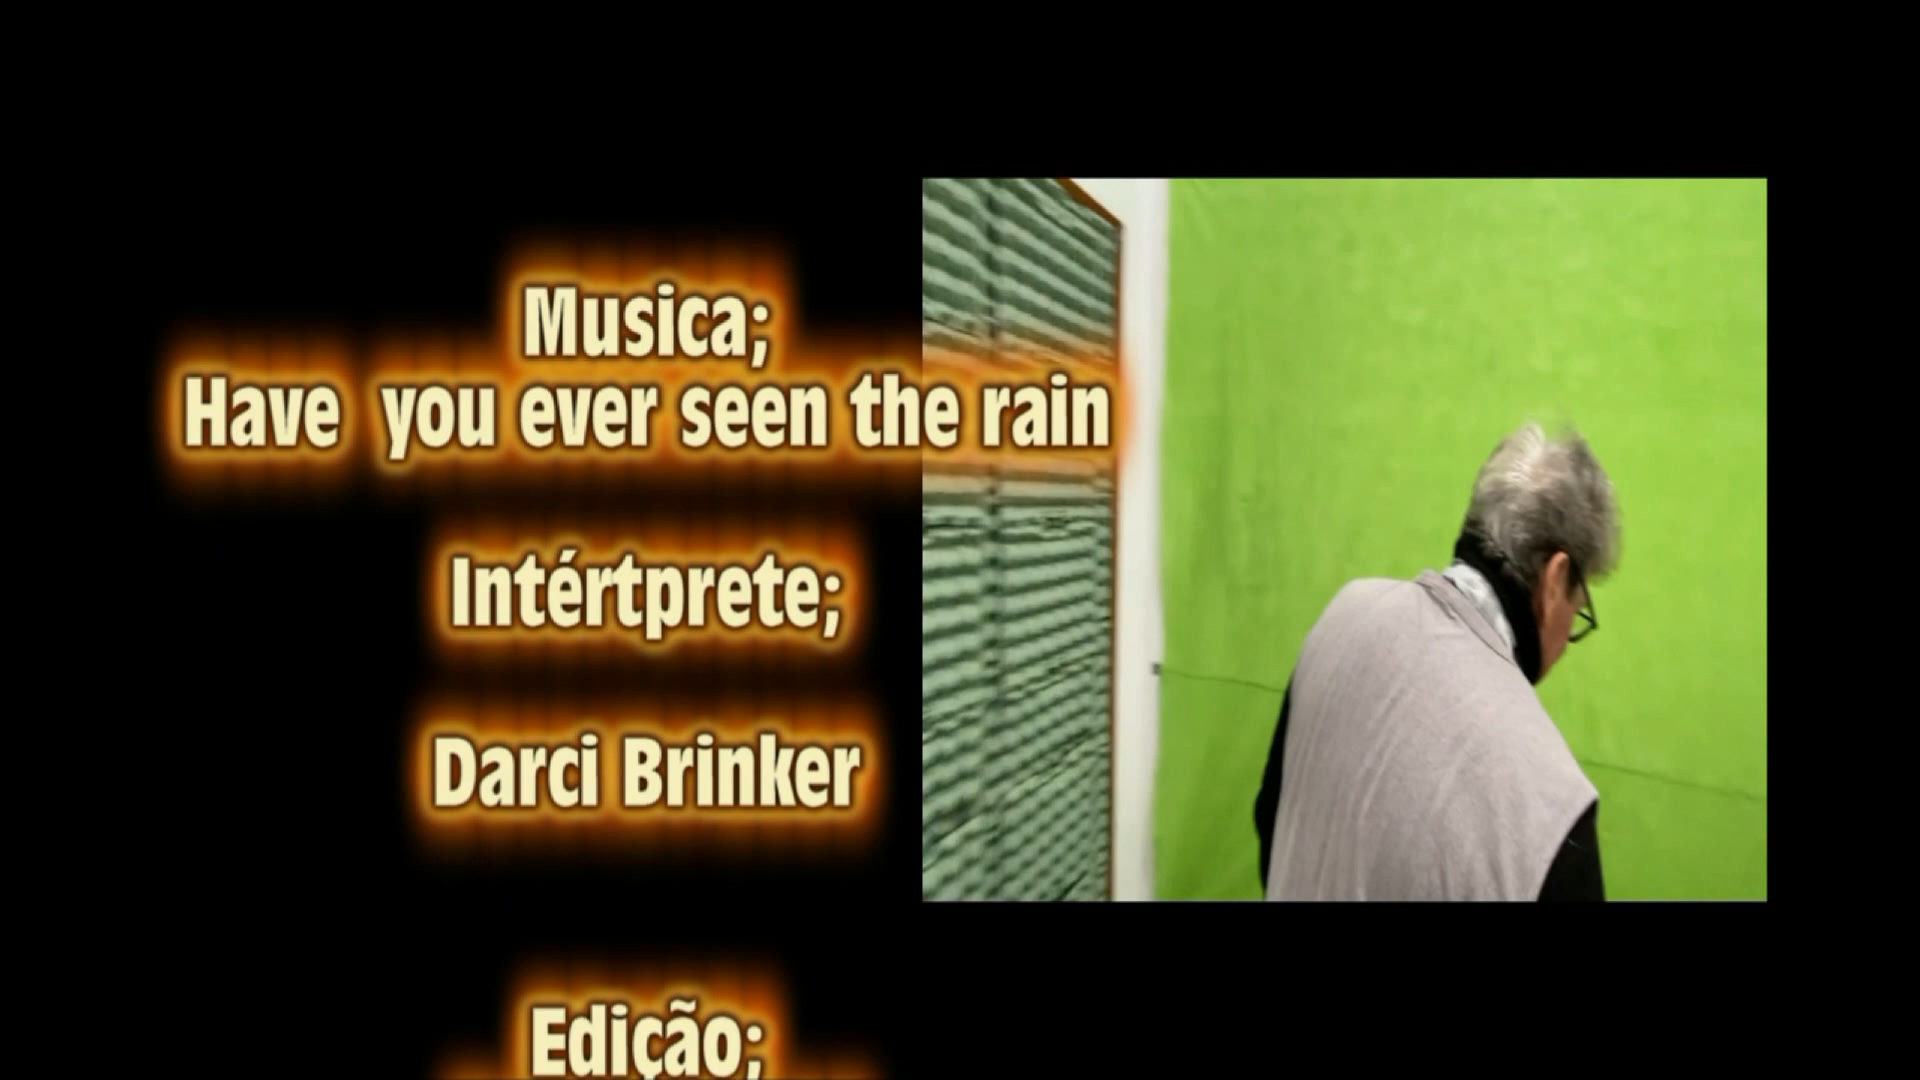 Musica;
Have you ever seen the rain
Intértprete;
Darci Brinker
Edição;